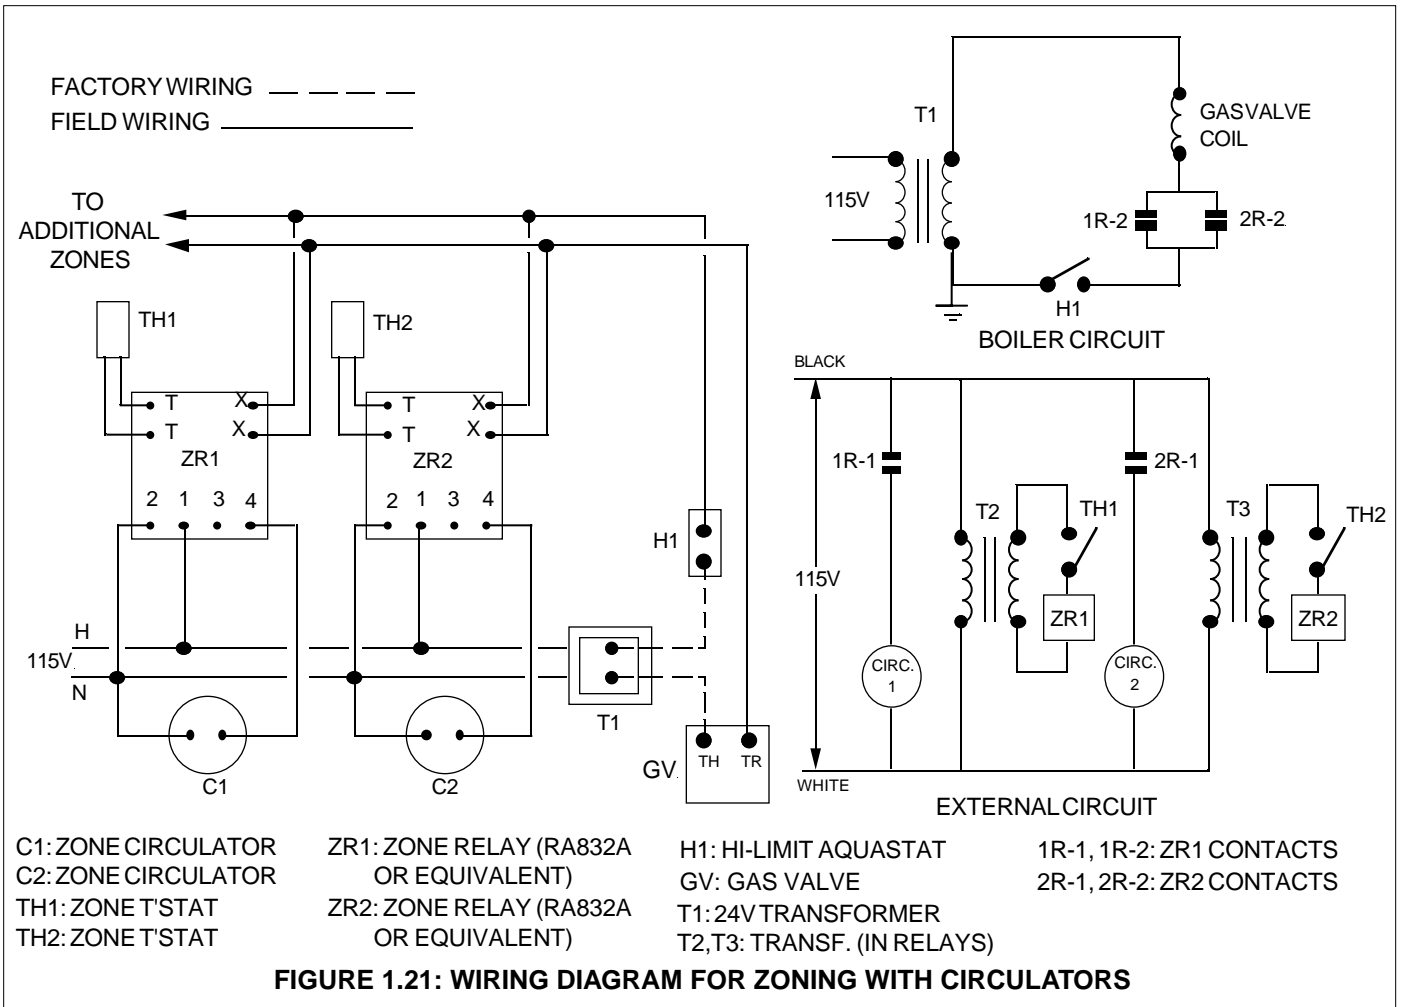 FACTORY WIRING
FIELD WIRING
TO
ADDITIONAL
ZONES
TH1
TH2
T X
T X
ZR1
2 1 3 4
T X
T X
ZR2
2 1 3 4
H1
H
115V
N
T1
C1
C2
GV
TH TR
T1
115V
GAS VALVE
COIL
1R-2
2R-2
H1
BOILER CIRCUIT
BLACK
1R-1
2R-1
T2
TH1
T3
TH2
115V
ZR1
ZR2
CIRC.
1
CIRC.
2
WHITE
EXTERNAL CIRCUIT
C1: ZONE CIRCULATOR
C2: ZONE CIRCULATOR
TH1: ZONE T'STAT
TH2: ZONE T'STAT
ZR1: ZONE RELAY (RA832A
OR EQUIVALENT)
ZR2: ZONE RELAY (RA832A
OR EQUIVALENT)
H1: HI-LIMIT AQUASTAT
GV: GAS VALVE
T1: 24V TRANSFORMER
T2,T3: TRANSF. (IN RELAYS)
1R-1, 1R-2: ZR1 CONTACTS
2R-1, 2R-2: ZR2 CONTACTS
FIGURE 1.21: WIRING DIAGRAM FOR ZONING WITH CIRCULATORS